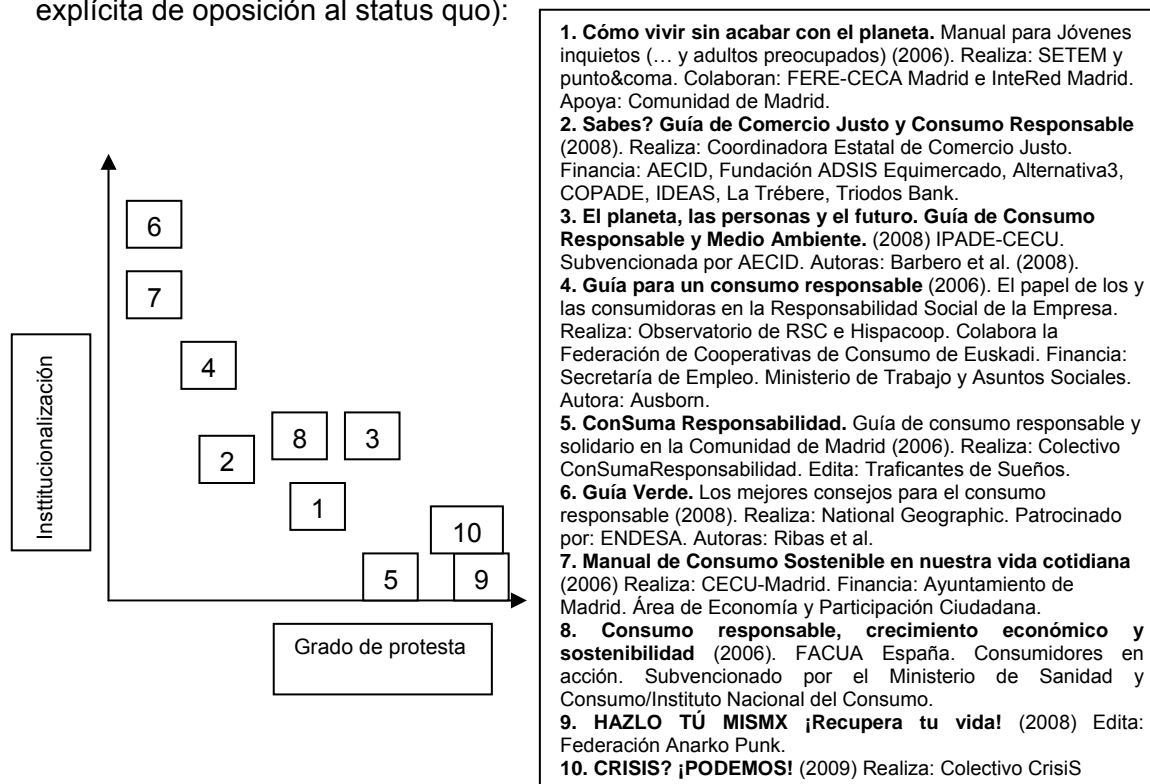 explícita de oposición al status quo):
6
7
4
8
3
2
1
10
5
9
Insttitucionalización
Grado de protesta
1. Cómo vivir sin acabar con el planeta. Manual para Jóvenes
inquietos (… y adultos preocupados) (2006). Realiza: SETEM y
punto&coma. Colaboran: FERE-CECA Madrid e InteRed Madrid.
Apoya: Comunidad de Madrid.
2. Sabes? Guía de Comercio Justo y Consumo Responsable
(2008). Realiza: Coordinadora Estatal de Comercio Justo.
Financia: AECID, Fundación ADSIS Equimercado, Alternativa3,
COPADE, IDEAS, La Trébere, Triodos Bank.
3. El planeta, las personas y el futuro. Guía de Consumo
Responsable y Medio Ambiente. (2008) IPADE-CECU.
Subvencionada por AECID. Autoras: Barbero et al. (2008).
4. Guía para un consumo responsable (2006). El papel de los y
las consumidoras en la Responsabilidad Social de la Empresa.
Realiza: Observatorio de RSC e Hispacoop. Colabora la
Federación de Cooperativas de Consumo de Euskadi. Financia:
Secretaría de Empleo. Ministerio de Trabajo y Asuntos Sociales.
Autora: Ausborn.
5. ConSuma Responsabilidad. Guía de consumo responsable y
solidario en la Comunidad de Madrid (2006). Realiza: Colectivo
ConSumaResponsabilidad. Edita: Traficantes de Sueños.
6. Guía Verde. Los mejores consejos para el consumo
responsable (2008). Realiza: National Geographic. Patrocinado
por: ENDESA. Autoras: Ribas et al.
7. Manual de Consumo Sostenible en nuestra vida cotidiana
(2006) Realiza: CECU-Madrid. Financia: Ayuntamiento de
Madrid. Área de Economía y Participación Ciudadana.
8. Consumo responsable, crecimiento económico y
sostenibilidad (2006). FACUA España. Consumidores en
acción. Subvencionado por el Ministerio de Sanidad y
Consumo/Instituto Nacional del Consumo.
9. HAZLO TÚ MISMX ¡Recupera tu vida! (2008) Edita:
Federación Anarko Punk.
10. CRISIS? ¡PODEMOS! (2009) Realiza: Colectivo CrisiS